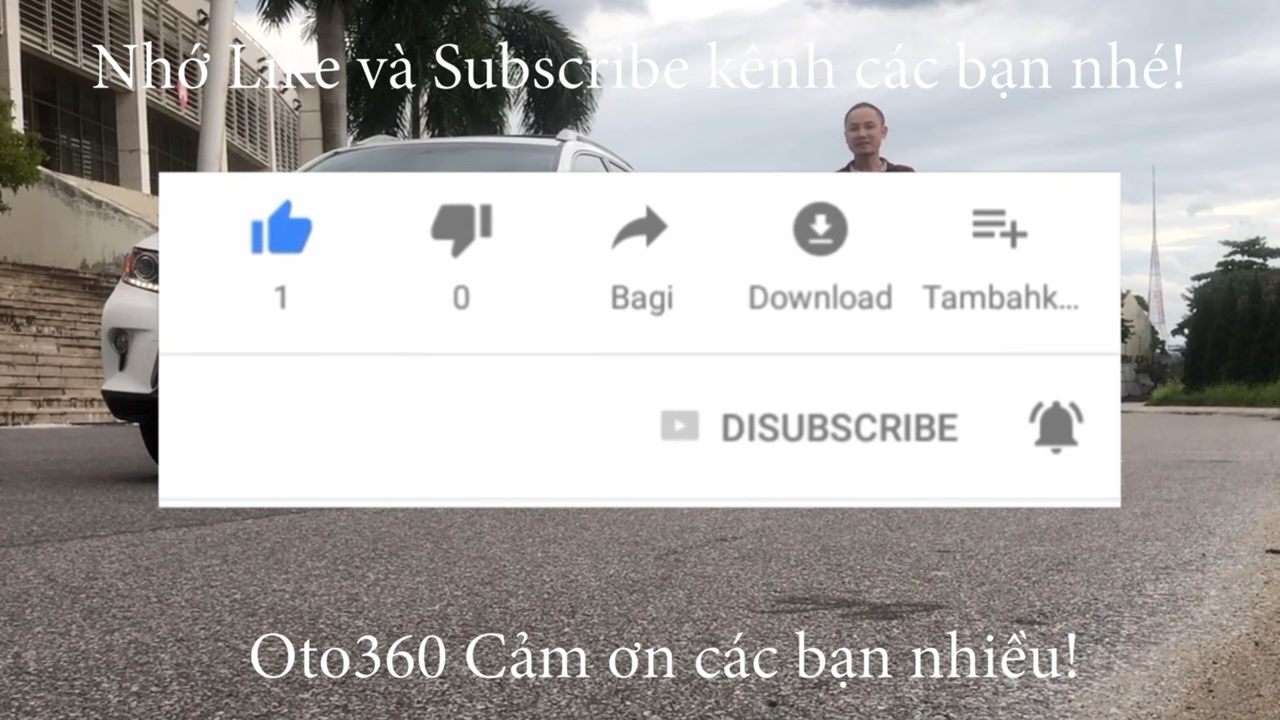 Nhớ Like và Subscribe kênh các bạn nhé!
1 0 Bagi Download Tambahk...
DISUBSCRIBE
Oto360 Cảm ơn các bạn nhiều!